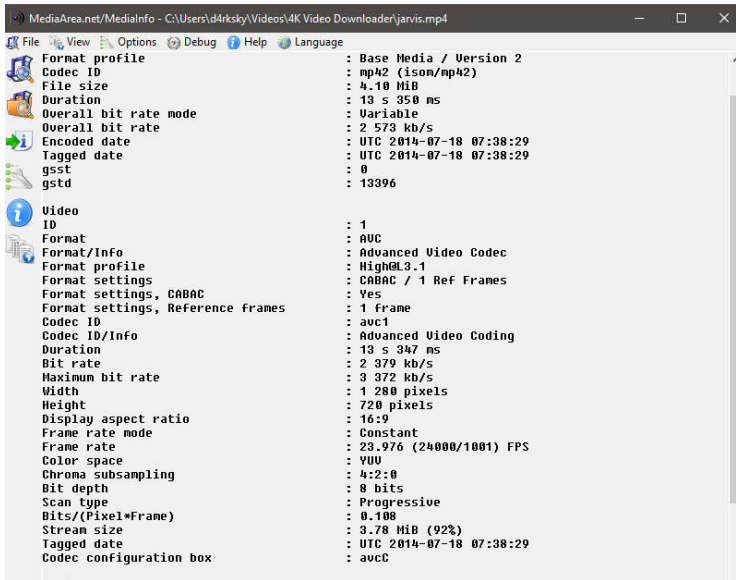 MediaArea.net/MediaInfo - C:\Users\d4rksky\Videos\4K Video Downloader\jarvis.mp4
File View Options Debug Help Language
Format profile : Base Media / Version 2
Codec ID : mp42 (isom/mp42)
File size : 4.10 MiB
Duration : 13 s 350 ms
Overall bit rate mode : Variable
Overall bit rate : 2 573 kb/s
Encoded date : UTC 2014-07-18 07:38:29
Tagged date : UTC 2014-07-18 07:38:29
gsst : 0
gstd : 13396
Video
ID : 1
Format : AVC
Format/Info : Advanced Video Codec
Format profile : High@L3.1
Format settings : CABAC / 1 Ref Frames
Format settings, CABAC : Yes
Format settings, Reference frames : 1 frame
Codec ID : avc1
Codec ID/Info : Advanced Video Coding
Duration : 13 s 347 ms
Bit rate : 2 379 kb/s
Maximum bit rate : 3 372 kb/s
Width : 1 280 pixels
Height : 720 pixels
Display aspect ratio : 16:9
Frame rate mode : Constant
Frame rate : 23.976 (24000/1001) FPS
Color space : YUV
Chroma subsampling : 4:2:0
Bit depth : 8 bits
Scan type : Progressive
Bits/(Pixel*Frame) : 0.108
Stream size : 3.78 MiB (92%)
Tagged date : UTC 2014-07-18 07:38:29
Codec configuration box : avcC